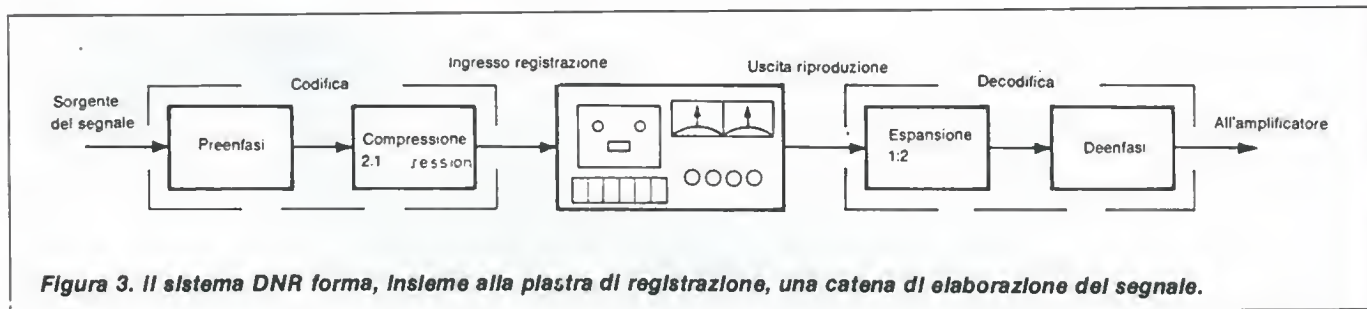 Codifica
Ingresso registrazione
Uscita riproduzione
Decodifica
Sorgente
del segnale
Preenfasi
Compressione
2.1 ression
Espansione
1:2
Deenfasi
All'amplificatore
Figura 3. Il sistema DNR forma, insieme alla piastra di registrazione, una catena di elaborazione del segnale.